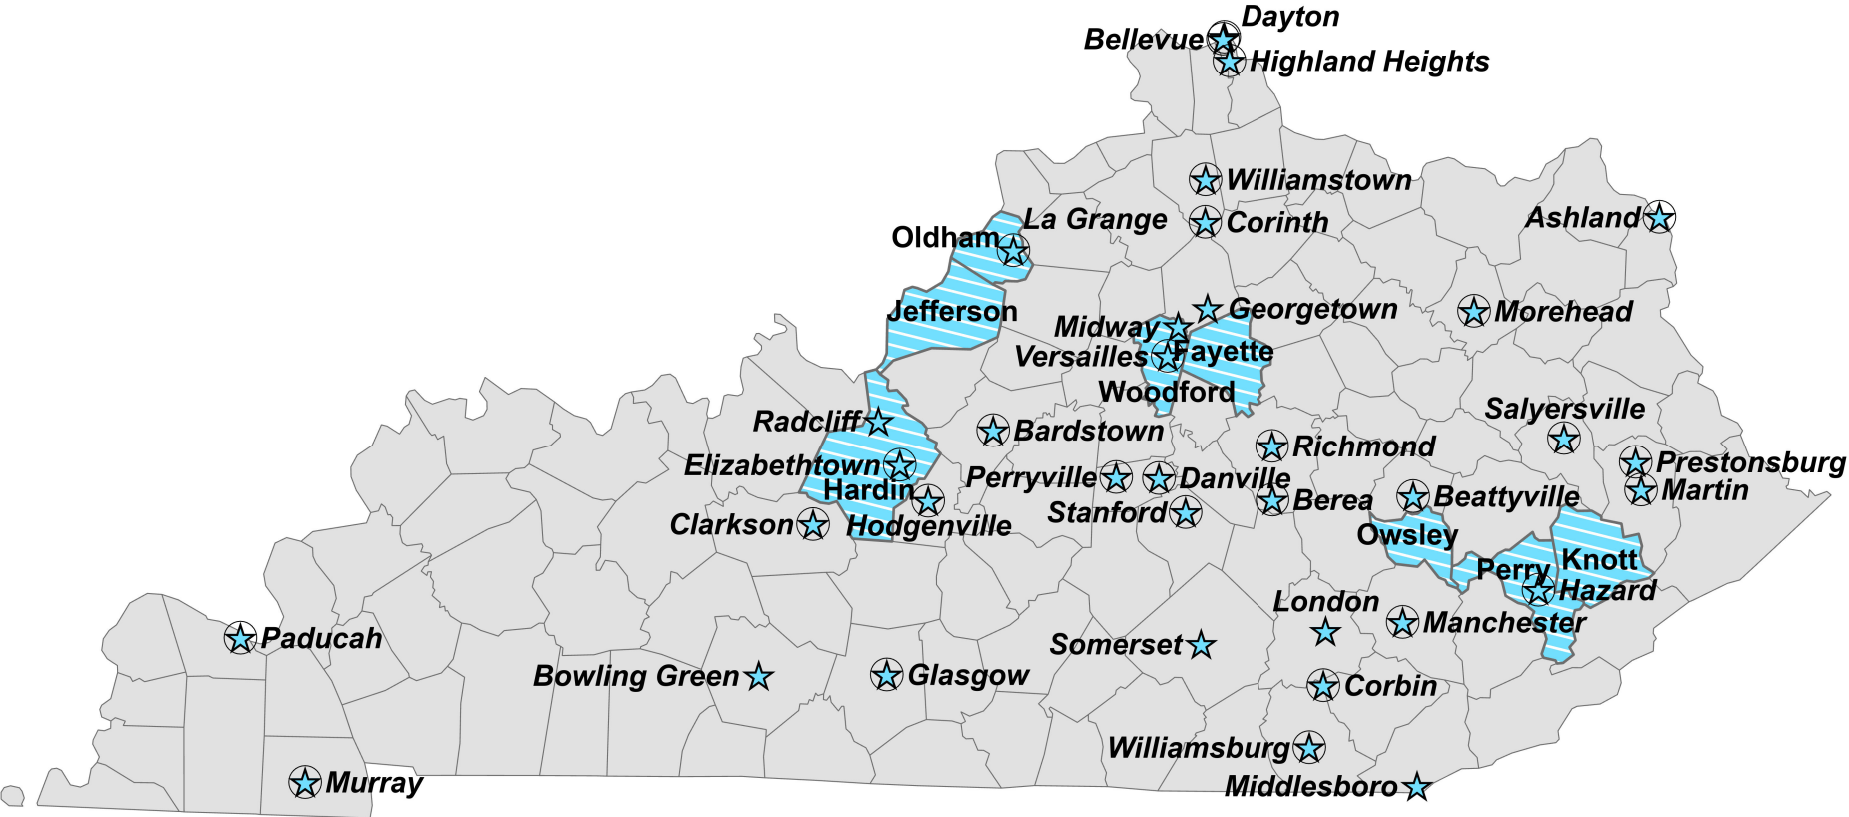 Dayton
Bellevue
Highland Heights
Williamstown
La Grange
Corinth
Ashland
Oldham
Jefferson
Georgetown
Morehead
Midway
Versailles
Fayette
Woodford
Salyersville
Radcliff
Bardstown
Richmond
Elizabethtown
Prestonsburg
Perryville
Danville
Hardin
Martin
Berea
Beattyville
Stanford
Clarkson
Hodgenville
Owsley
Knott
Perry
Hazard
London
Manchester
Paducah
Somerset
Bowling Green
Glasgow
Corbin
Williamsburg
Murray
Middlesboro